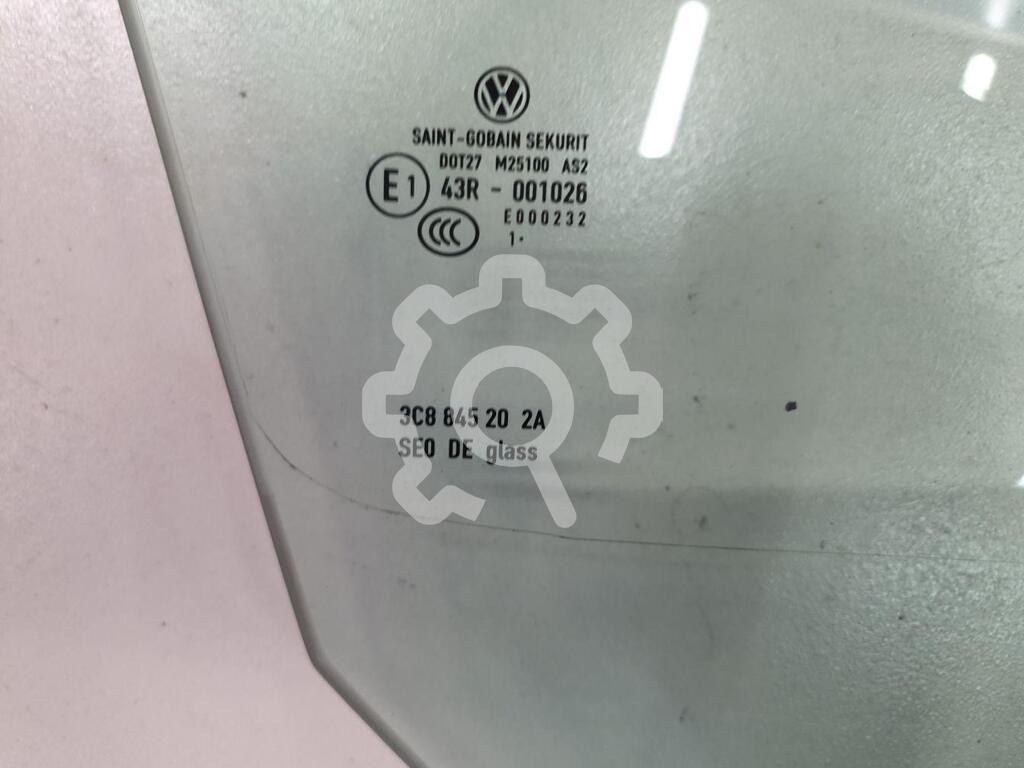 SAINT-GOBAIN SEKURIT
DOT27 M25100 AS2
E1 43R - 001026
E000232
CCC 1·
3C8 845 20 2A
SEO DE glass